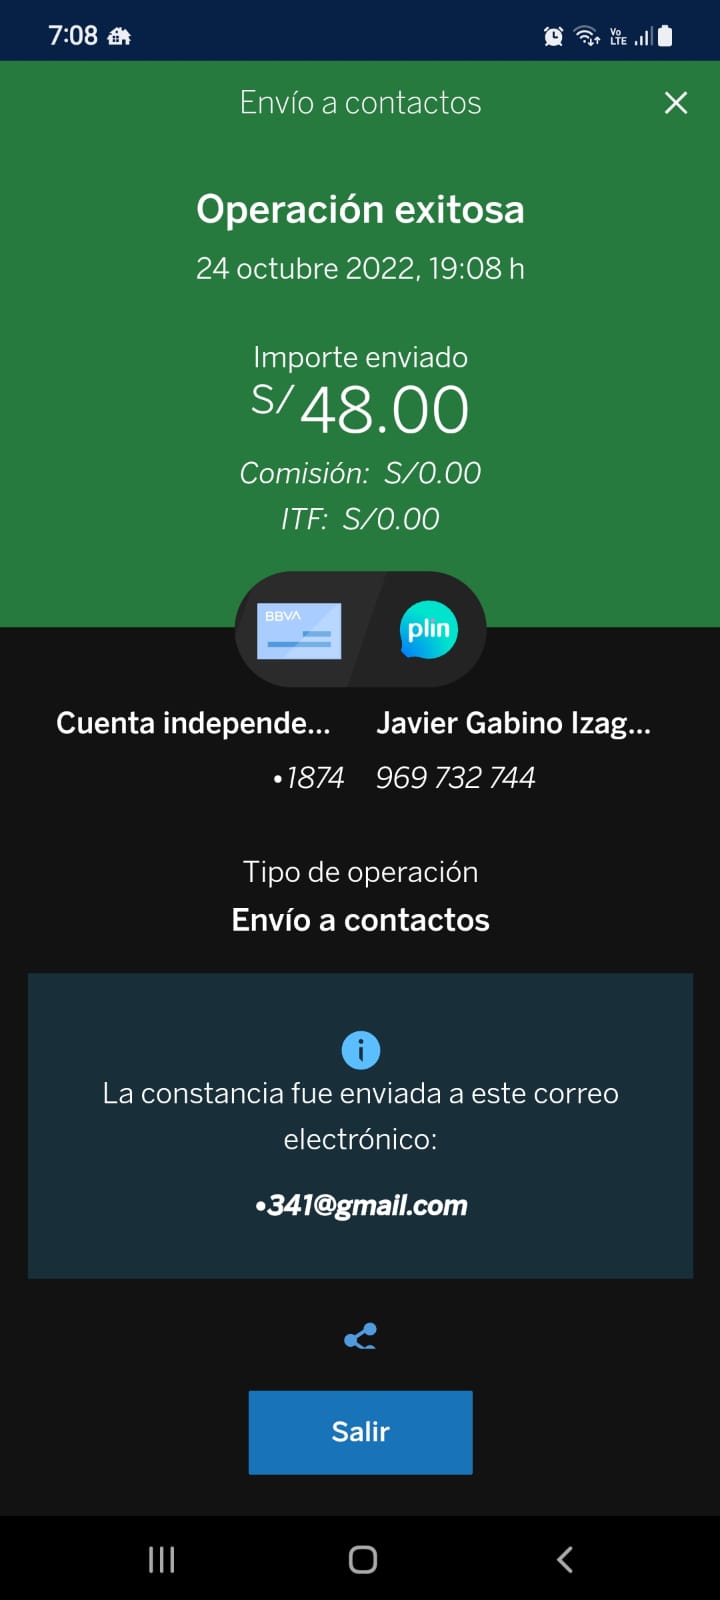 7:08
Vo
LTE
Envío a contactos
Operación exitosa
24 octubre 2022, 19:08 h
Importe enviado
S/48.00
Comisión: S/0.00
ITF: S/0.00
BBVA
plin
Cuenta independe... Javier Gabino Izag...
•1874 969 732 744
Tipo de operación
Envío a contactos
i
La constancia fue enviada a este correo
electrónico:
•341@gmail.com
Salir